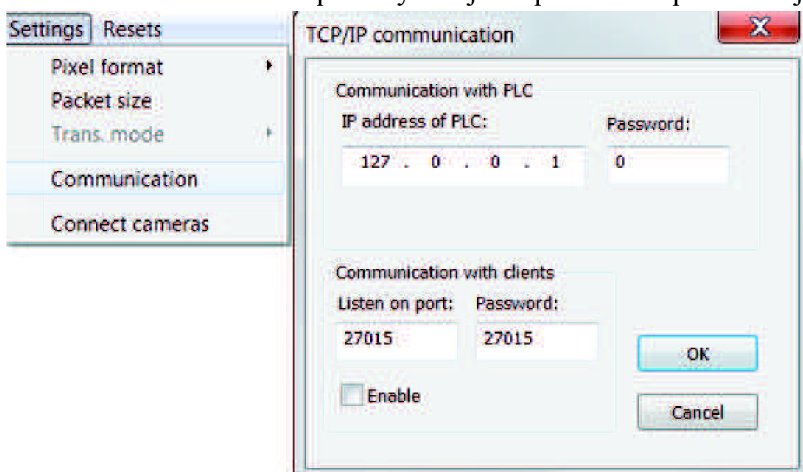 Settings Resets
Pixel format
Packet size
Trans. mode
Communication
Connect cameras
TCP/IP communication
Communication with PLC
IP address of PLC: Password:
127 . 0 . 0 . 1 0
Communication with clients
Listen on port: Password:
27015 27015
Enable
OK
Cancel